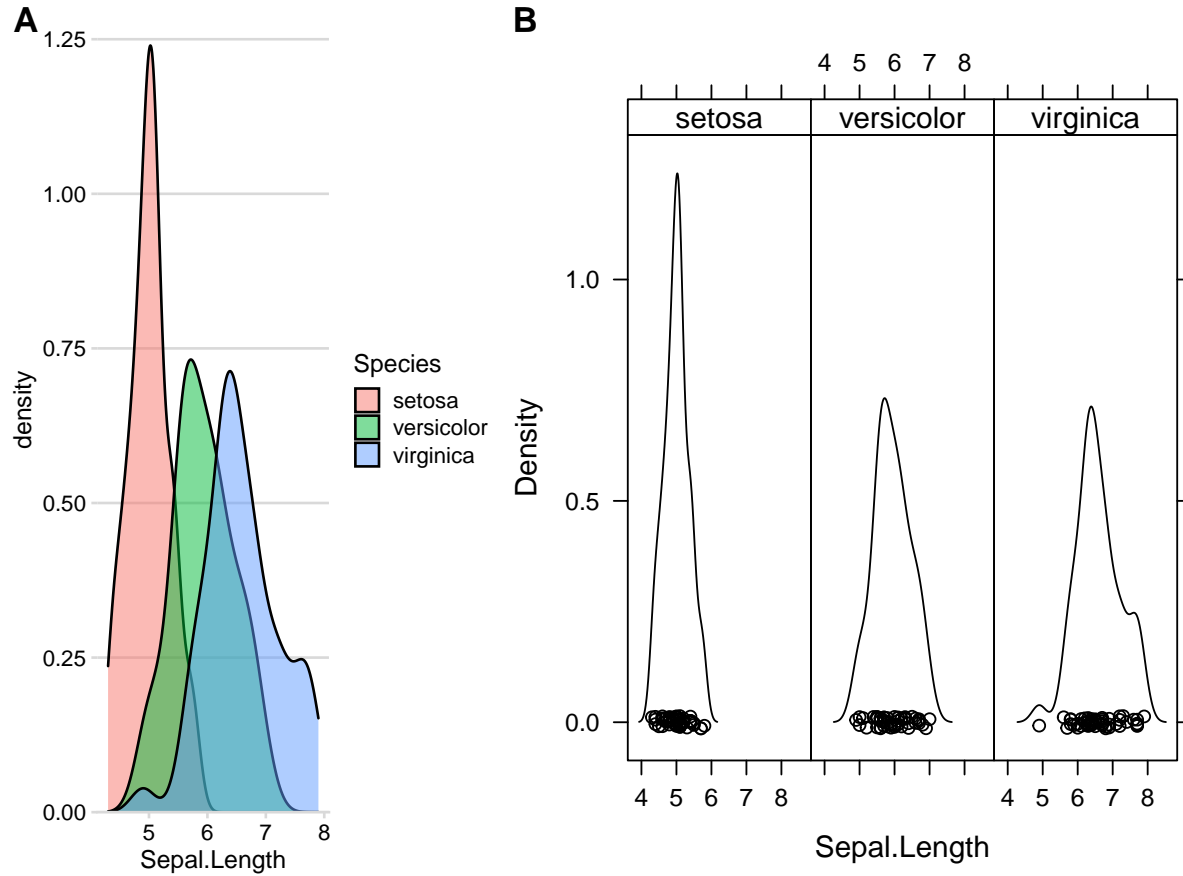 A
1.25
1.00
0.75
0.50
0.25
0.00
density
5 6 7 8
Sepal.Length
Species
setosa
versicolor
virginica
B
4 5 6 7 8
setosa versicolor virginica
1.0
0.5
0.0
Density
4 5 6 7 8 4 5 6 7 8
Sepal.Length